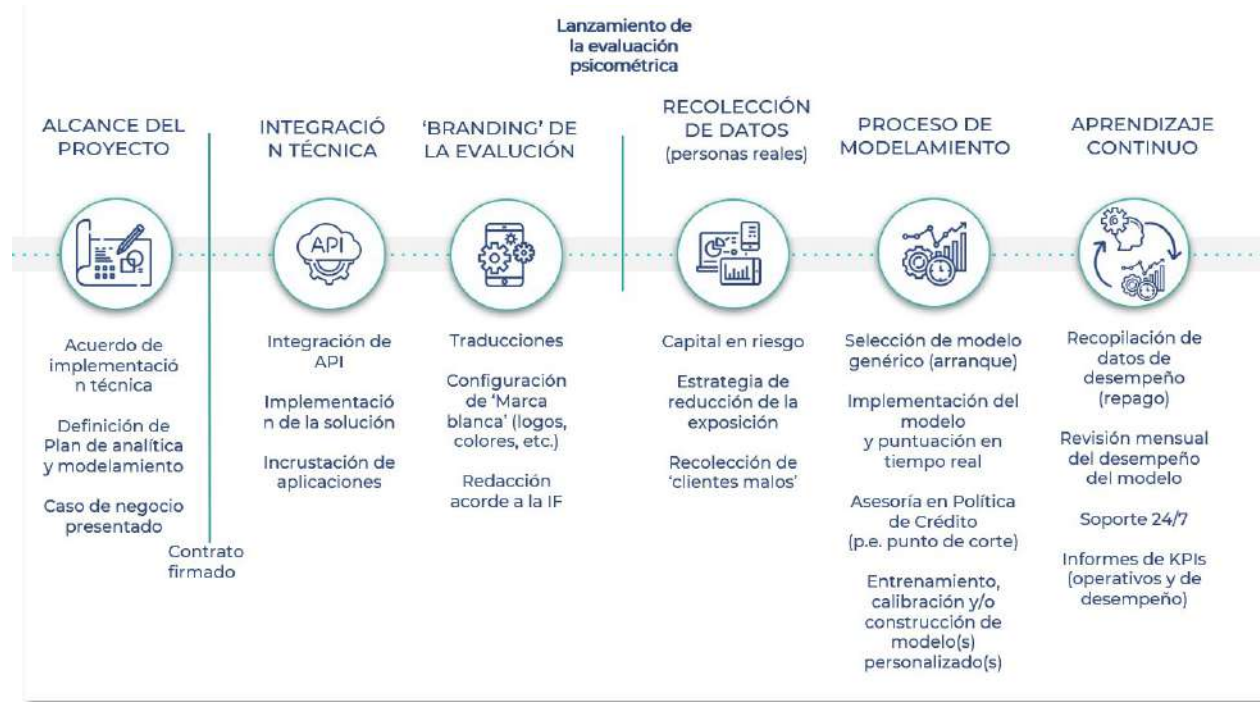 Lanzamiento de
la evaluación
psicométrica
ALCANCE DEL
PROYECTO
Acuerdo de
implementació
n técnica
Definición de
Plan de analítica
y modelamiento
Caso de negocio
presentado
Contrato
firmado
INTEGRACIÓ
N TÉCNICA
API
Integración de
API
Implementació
n de la solución
Incrustación de
aplicaciones
'BRANDING' DE
LA EVALUCIÓN
Traducciones
Configuración
de 'Marca
blanca' (logos,
colores, etc.)
Redacción
acorde a la IF
RECOLECCIÓN
DE DATOS
(personas reales)
Capital en riesgo
Estrategia de
reducción de la
exposición
Recolección de
'clientes malos'
PROCESO DE
MODELAMIENTO
Selección de modelo
genérico (arranque)
Implementación del
modelo
y puntuación en
tiempo real
Asesoría en Política
de Crédito
(p.e. punto de corte)
Entrenamiento,
calibración y/o
construcción de
modelo(s)
personalizado(s)
APRENDIZAJE
CONTINUO
Recopilación de
datos de
desempeño
(repago)
Revisión mensual
del desempeño
del modelo
Soporte 24/7
Informes de KPIs
(operativos y de
desempeño)